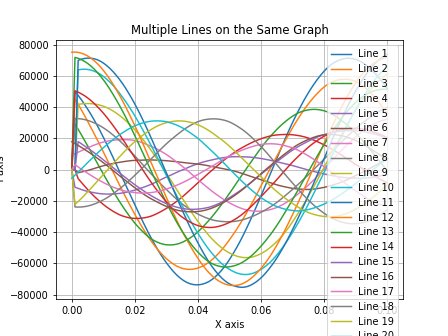 Multiple Lines on the Same Graph
80000
60000
40000
20000
0
−20000
−40000
−60000
−80000
0.00
0.02
0.04
0.06
X axis
Line 1
Line 2
Line 3
Line 4
Line 5
Line 6
Line 7
Line 8
Line 9
Line 10
Line 11
Line 12
Line 13
Line 14
Line 15
Line 16
Line 17
Line 18
Line 19